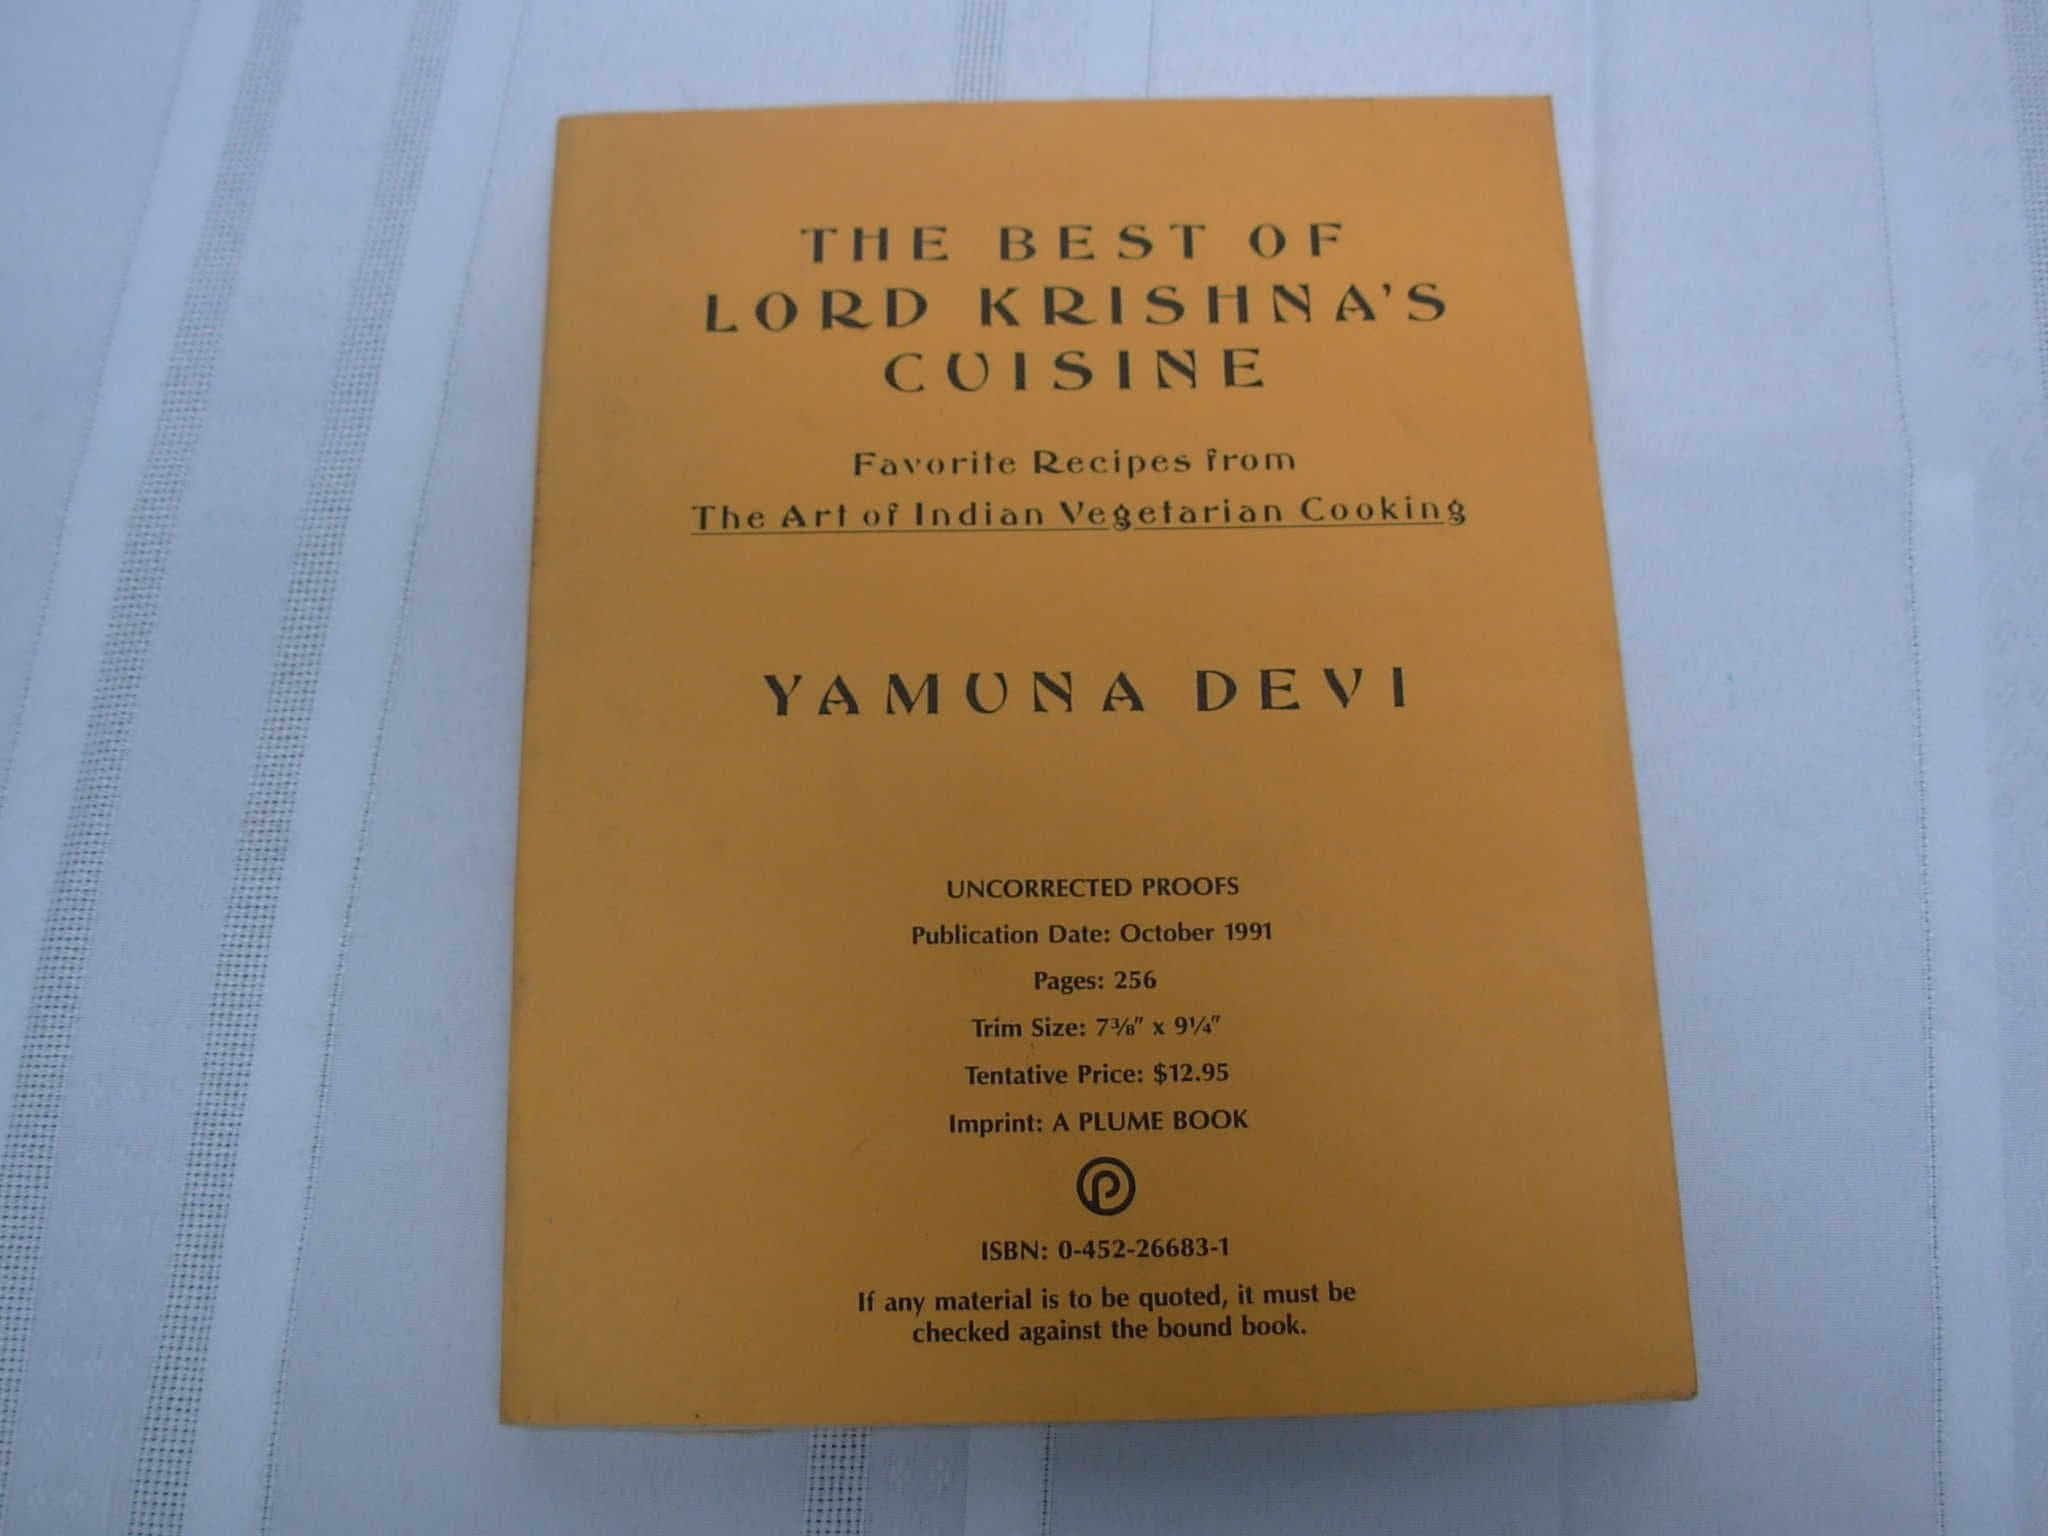 THE BEST OF
LORD KRISHNA'S
CUISINE
Favorite Recipes from
The Art of Indian Vegetarian Cooking
YAMUNA DEVI
UNCORRECTED PROOFS
Publication Date: October 1991
Pages: 256
Trim Size: 7⅜" x 9¼"
Tentative Price: $12.95
Imprint: A PLUME BOOK
P
ISBN: 0-452-26683-1
If any material is to be quoted, it must be
checked against the bound book.